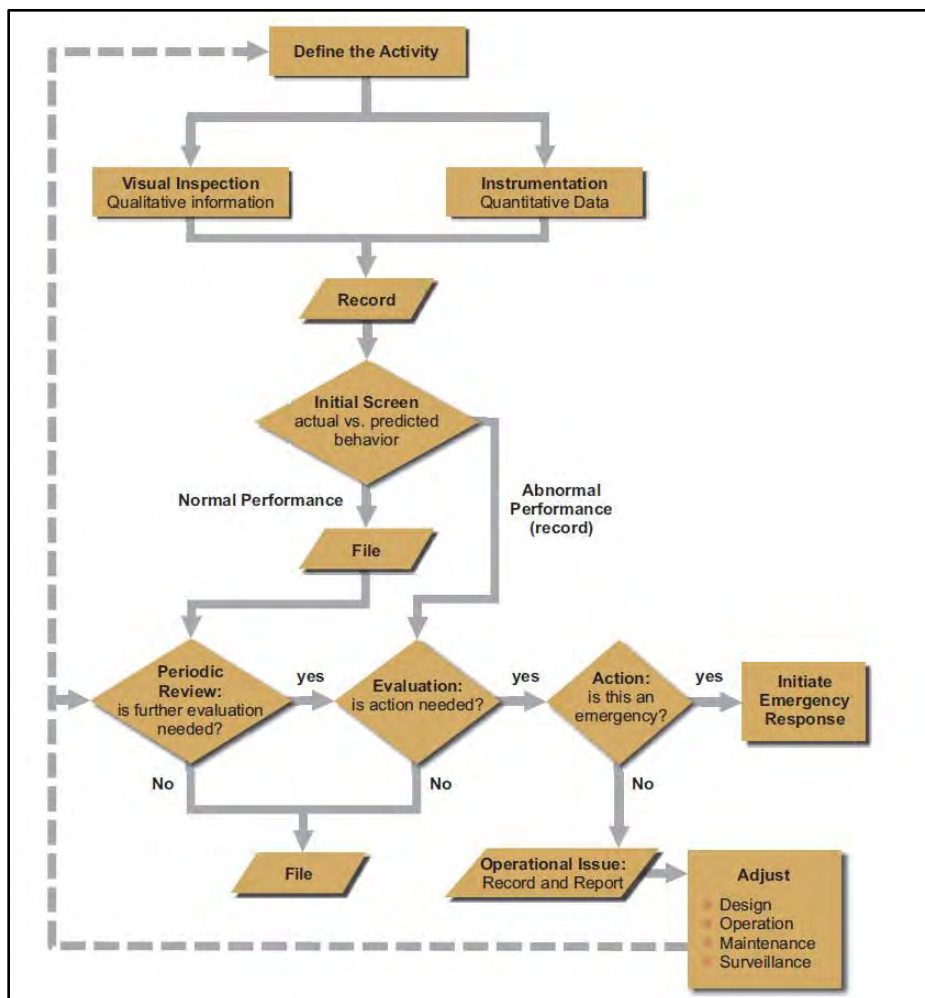 Define the Activity
Visual Inspection
Qualitative information
Instrumentation
Quantitative Data
Record
Initial Screen
actual vs. predicted
behavior
Normal Performance
Abnormal
Performance
(record)
File
Periodic
Review:
is further evaluation
needed?
yes
Evaluation:
is action needed?
yes
Action:
is this an
emergency?
yes
Initiate
Emergency
Response
No
No
No
File
Operational Issue:
Record and Report
Adjust
Design
Operation
Maintenance
Surveillance